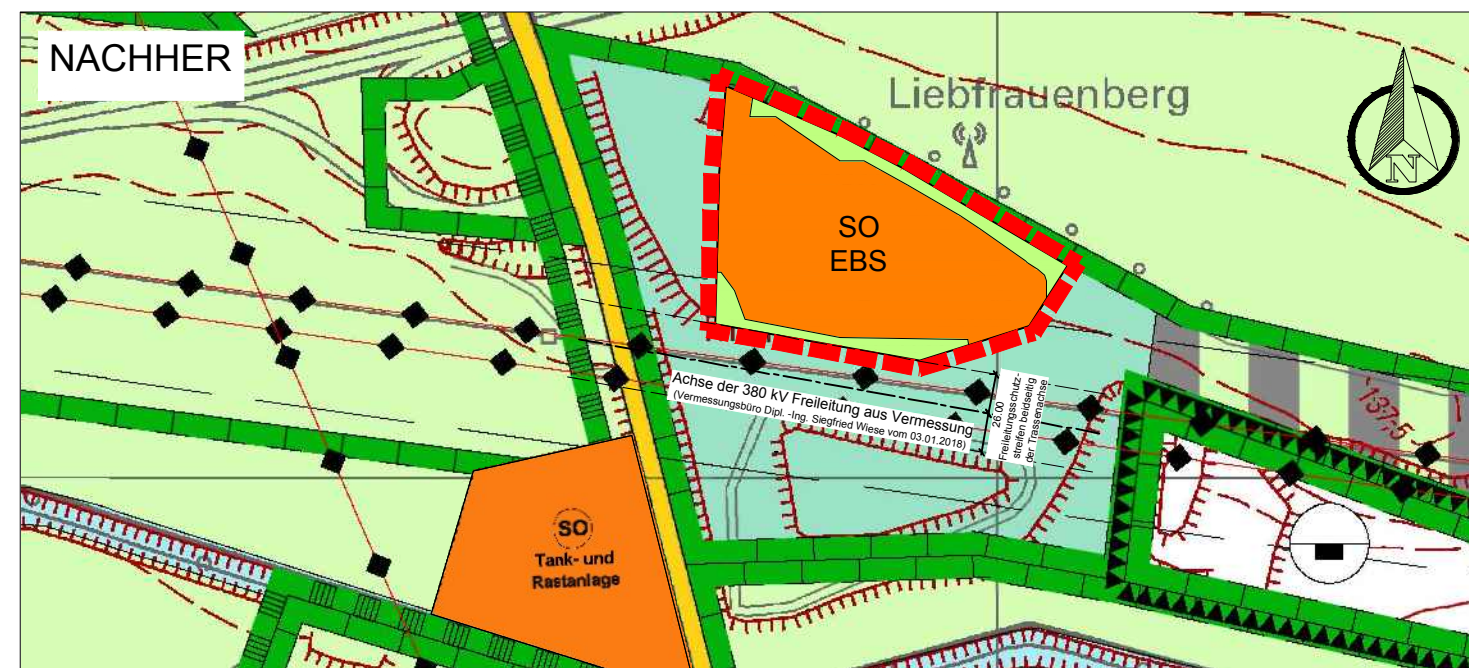 NACHHER
Liebfrauenberg
N
SO
EBS
Achse der 380 kV Freileitung aus Vermessung
(Vermessungsbüro Dipl. -Ing. Siegfried Wiese vom 03.01.2018)
26.00
Freileitungsschutz-
streifen beidseitig
der Trassenachse
137,5
SO
Tank- und
Rastanlage